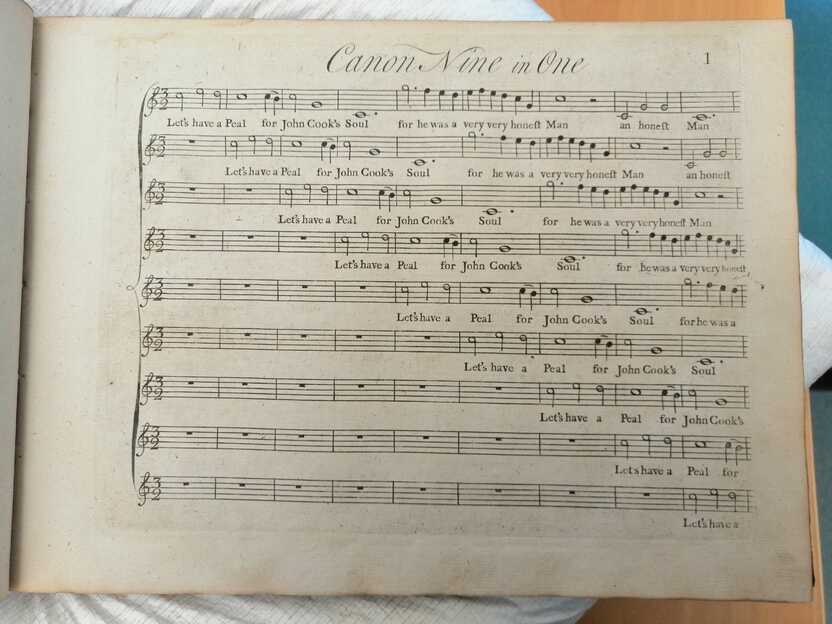 Canon Nine in One
1
Let's have a Peal for John Cook's Soul for he was a very very honeſt Man an honeſt Man
Let's have a Peal for John Cook's Soul for he was a very very honeſt Man an honeſt
Let's have a Peal for John Cook's Soul for he was a very very honeſt Man
Let's have a Peal for John Cook's Soul for he was a very very honeſt
Let's have a Peal for John Cook's Soul for he was a
Let's have a Peal for John Cook's Soul
Let's have a Peal for John Cook's
Let's have a Peal for
Let's have a